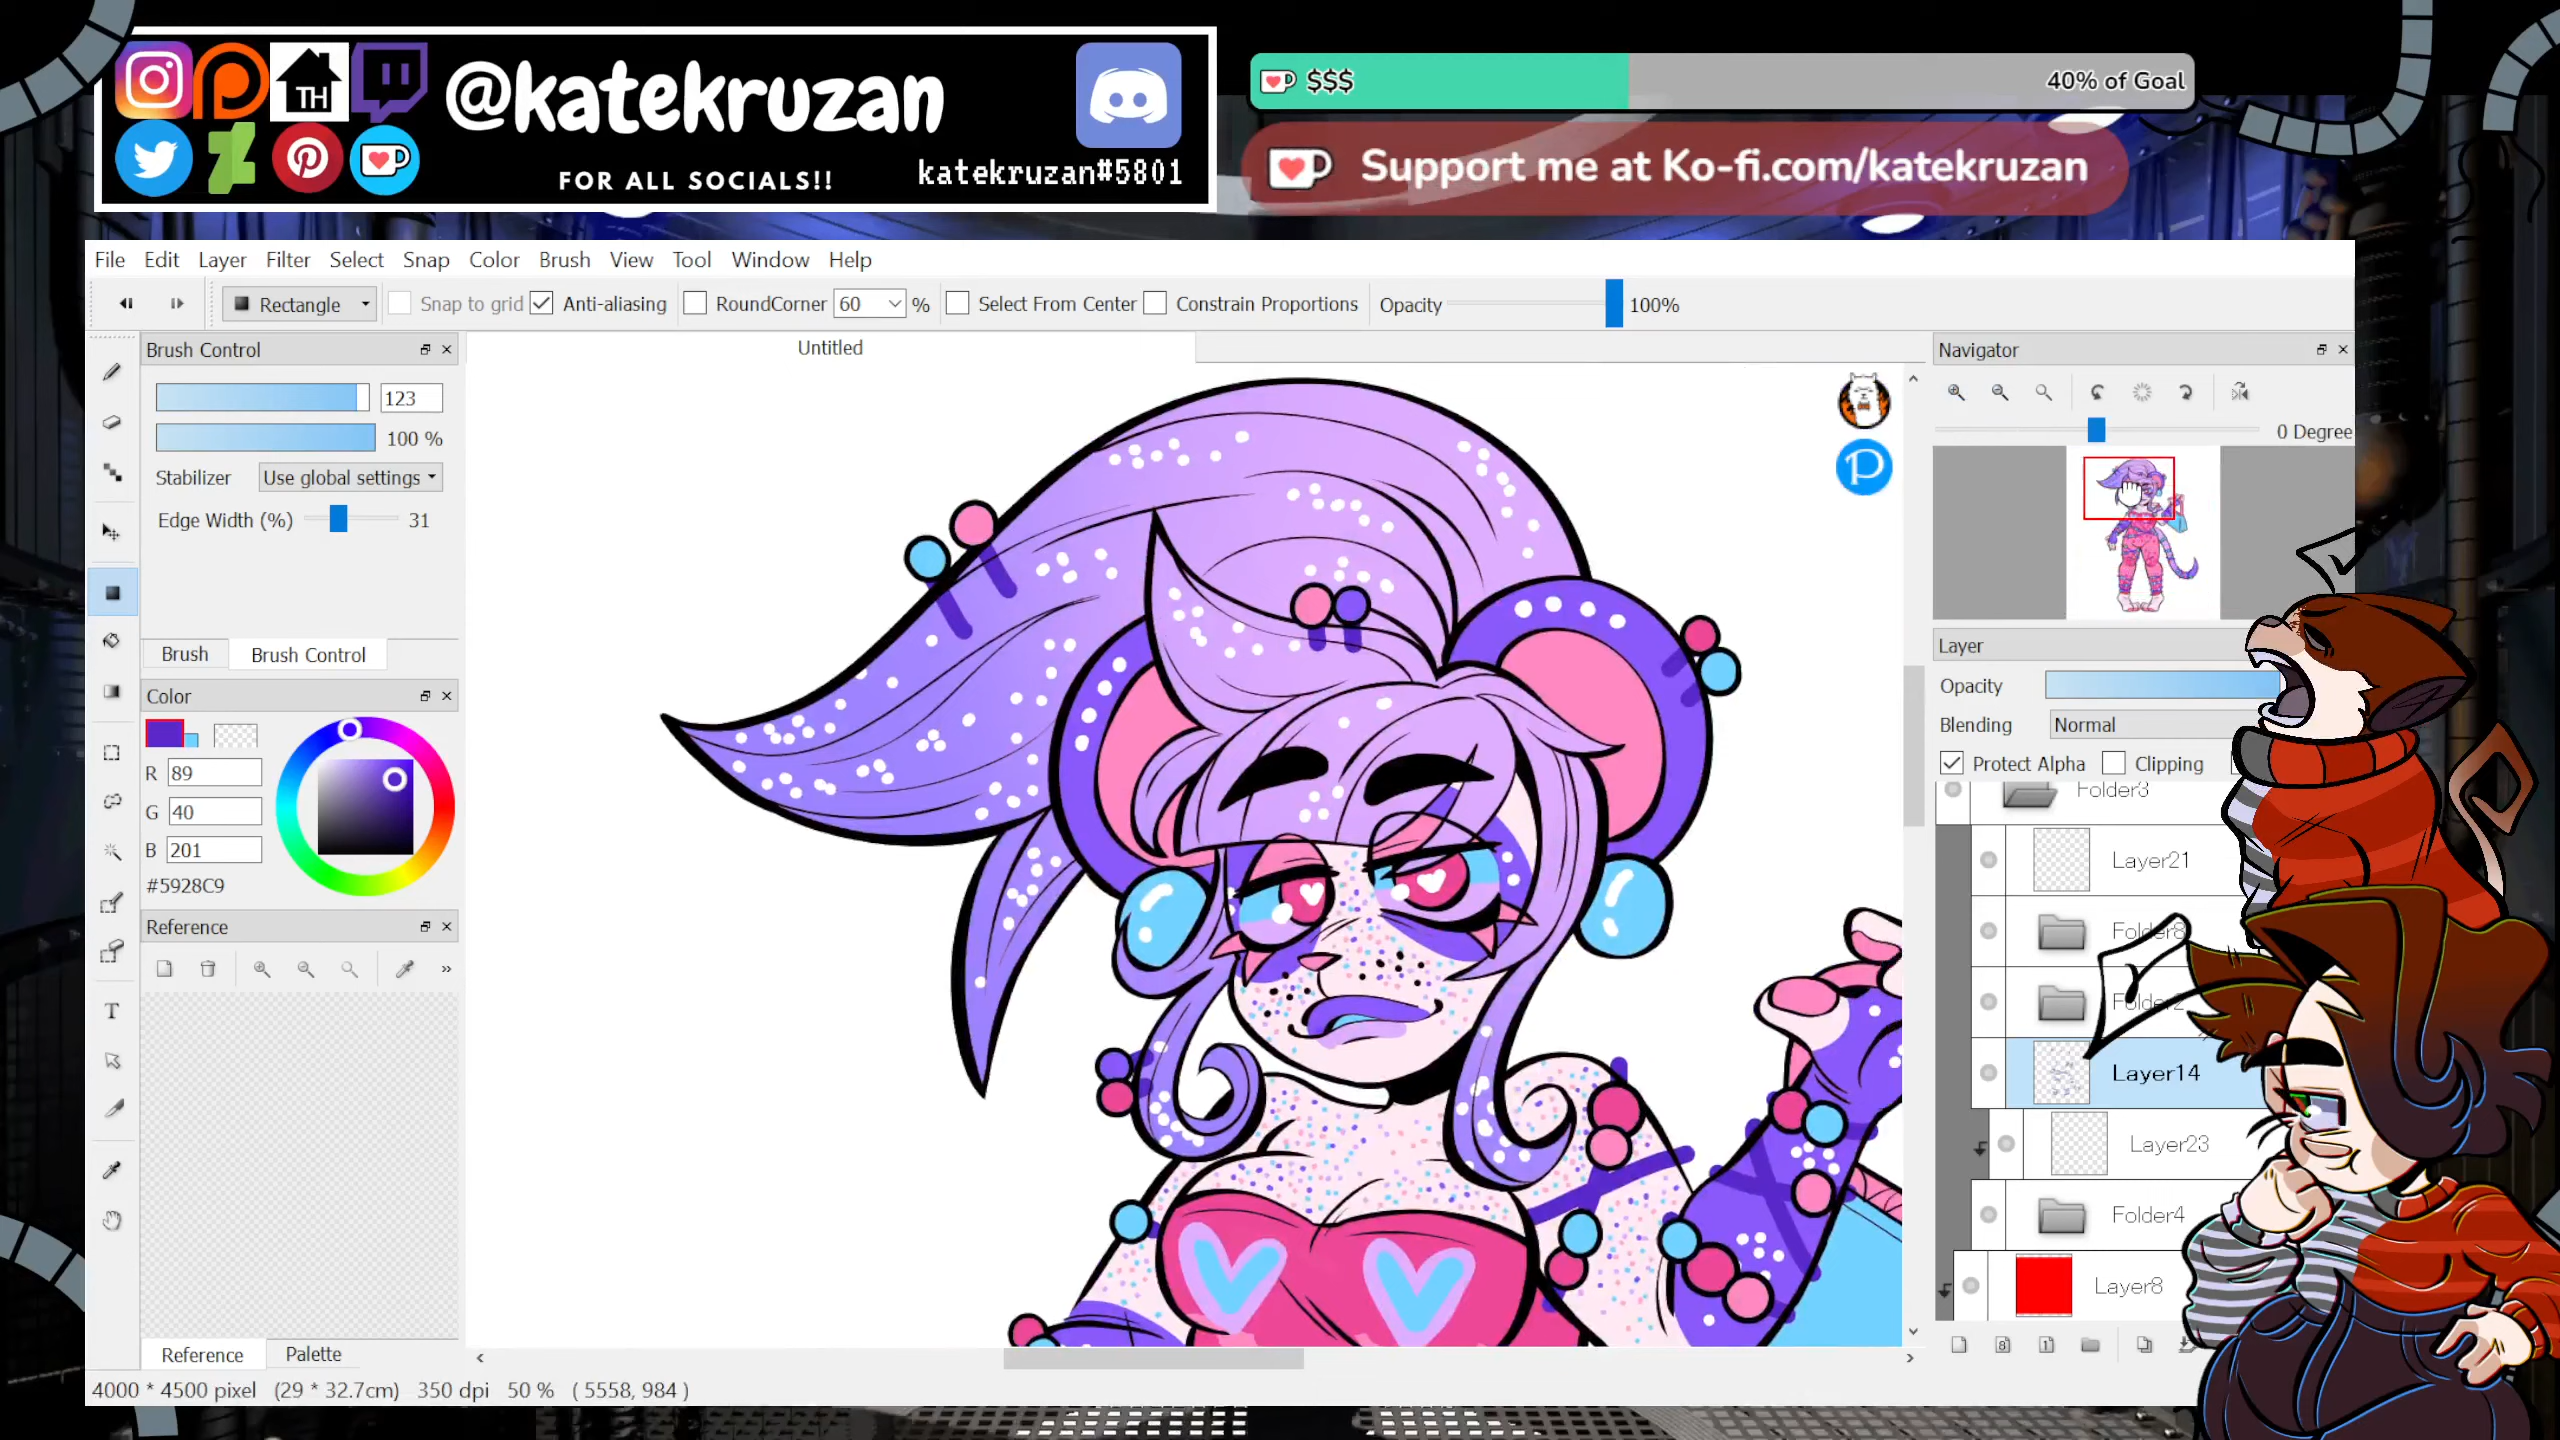 TH
@katekruzan
FOR ALL SOCIALS!!
katekruzan#5801
$$$
40% of Goal
Support me at Ko-fi.com/katekruzan
File Edit Layer Filter Select Snap Color Brush View Tool Window Help
Rectangle Snap to grid Anti-aliasing RoundCorner 60 % Select From Center Constrain Proportions Opacity 100%
Brush Control
123
100 %
Stabilizer Use global settings
Edge Width (%) 31
Brush Brush Control
Color
R 89
G 40
B 201
#5928C9
Reference
Reference Palette
Untitled
P
Navigator
0 Degree
Layer
Opacity
Blending Normal
Protect Alpha Clipping
Folder3
Layer21
Folder8
Folder2
Layer14
Layer23
Folder4
Layer8
4000 * 4500 pixel (29 * 32.7cm) 350 dpi 50 % ( 5558, 984 )